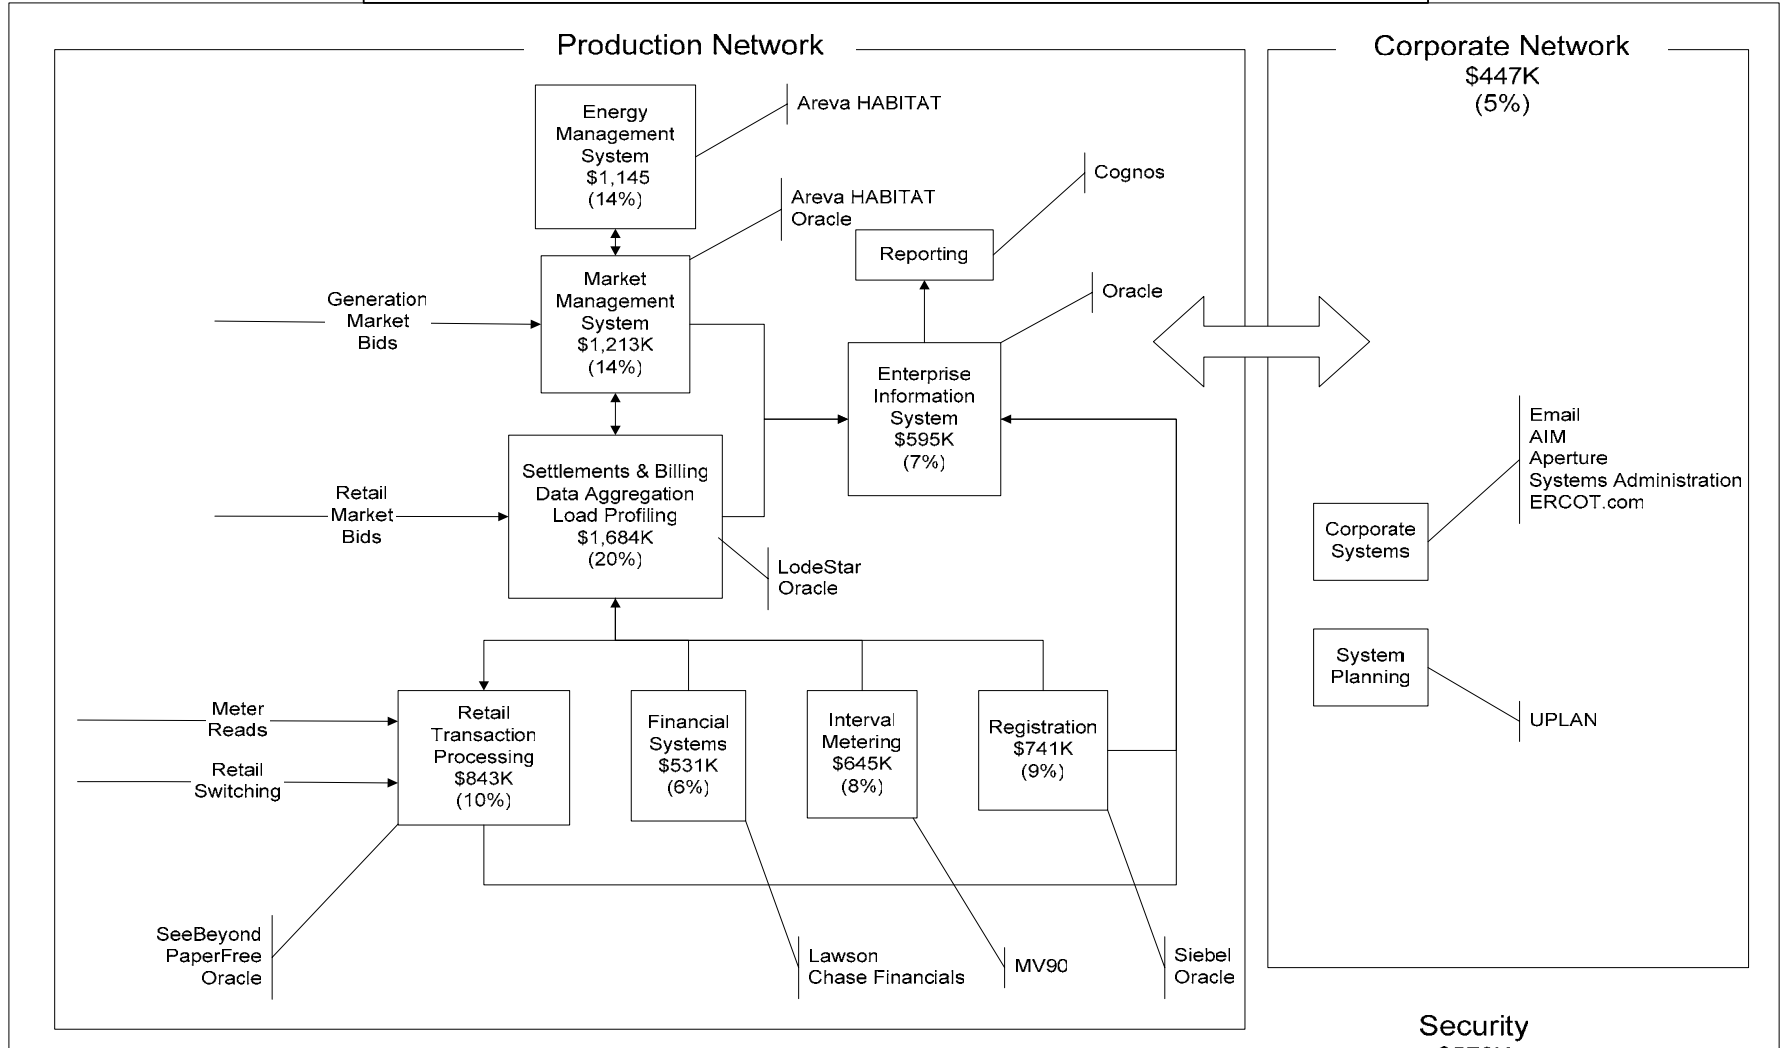 Production Network
Corporate Network
$447K
(5%)
Energy
Management
System
$1,145
(14%)
Areva HABITAT
Areva HABITAT
Oracle
Cognos
Reporting
Market
Management
System
$1,213K
(14%)
Generation
Market
Bids
Oracle
Enterprise
Information
System
$595K
(7%)
Settlements & Billing
Data Aggregation
Load Profiling
$1,684K
(20%)
Retail
Market
Bids
LodeStar
Oracle
Email
AIM
Aperture
Systems Administration
ERCOT.com
Corporate
Systems
System
Planning
UPLAN
Meter
Reads
Retail
Switching
Retail
Transaction
Processing
$843K
(10%)
Financial
Systems
$531K
(6%)
Interval
Metering
$645K
(8%)
Registration
$741K
(9%)
SeeBeyond
PaperFree
Oracle
Lawson
Chase Financials
MV90
Siebel
Oracle
Security